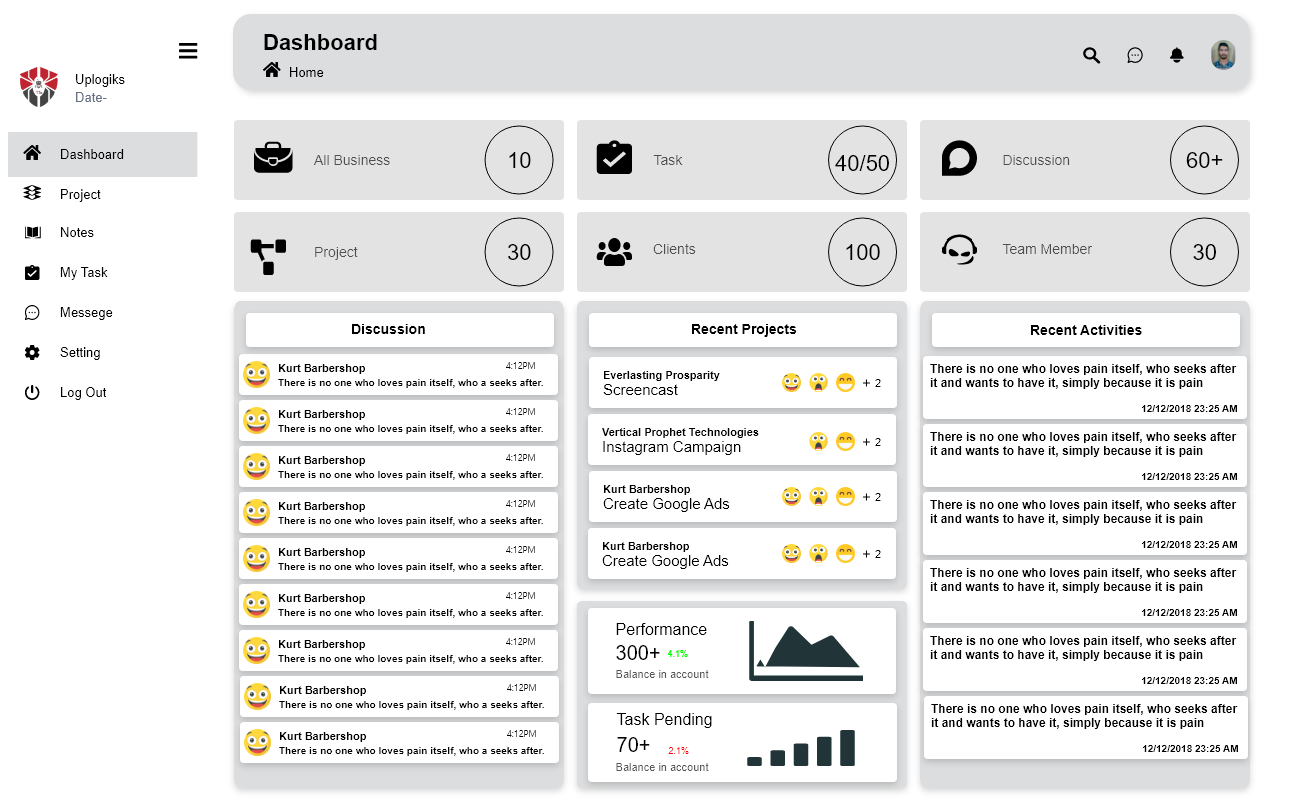 Uplogiks
Date-
Dashboard
Project
Notes
My Task
Messege
Setting
Log Out
Dashboard
Home
All Business
10
Task
40/50
Discussion
60+
Project
30
Clients
100
Team Member
30
Discussion
Kurt Barbershop 4:12PM
There is no one who loves pain itself, who a seeks after.
Kurt Barbershop 4:12PM
There is no one who loves pain itself, who a seeks after.
Kurt Barbershop 4:12PM
There is no one who loves pain itself, who a seeks after.
Kurt Barbershop 4:12PM
There is no one who loves pain itself, who a seeks after.
Kurt Barbershop 4:12PM
There is no one who loves pain itself, who a seeks after.
Kurt Barbershop 4:12PM
There is no one who loves pain itself, who a seeks after.
Kurt Barbershop 4:12PM
There is no one who loves pain itself, who a seeks after.
Kurt Barbershop 4:12PM
There is no one who loves pain itself, who a seeks after.
Kurt Barbershop 4:12PM
There is no one who loves pain itself, who a seeks after.
Recent Projects
Everlasting Prosparity
Screencast
+ 2
Vertical Prophet Technologies
Instagram Campaign
+ 2
Kurt Barbershop
Create Google Ads
+ 2
Kurt Barbershop
Create Google Ads
+ 2
Performance
300+ 4.1%
Balance in account
Task Pending
70+ 2.1%
Balance in account
Recent Activities
There is no one who loves pain itself, who seeks after
it and wants to have it, simply because it is pain
12/12/2018 23:25 AM
There is no one who loves pain itself, who seeks after
it and wants to have it, simply because it is pain
12/12/2018 23:25 AM
There is no one who loves pain itself, who seeks after
it and wants to have it, simply because it is pain
12/12/2018 23:25 AM
There is no one who loves pain itself, who seeks after
it and wants to have it, simply because it is pain
12/12/2018 23:25 AM
There is no one who loves pain itself, who seeks after
it and wants to have it, simply because it is pain
12/12/2018 23:25 AM
There is no one who loves pain itself, who seeks after
it and wants to have it, simply because it is pain
12/12/2018 23:25 AM